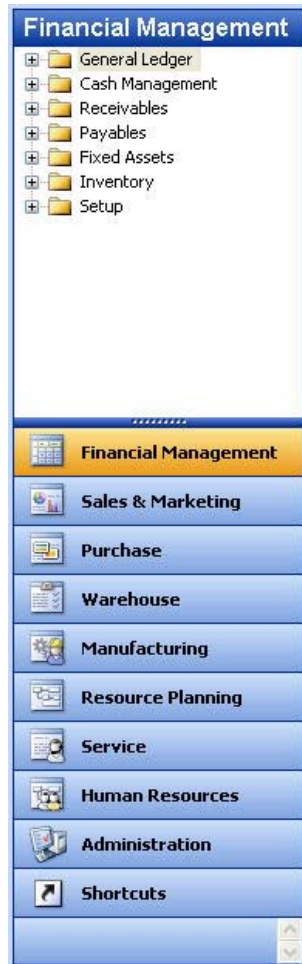 Financial Management
General Ledger
Cash Management
Receivables
Payables
Fixed Assets
Inventory
Setup
Financial Management
Sales & Marketing
Purchase
Warehouse
Manufacturing
Resource Planning
Service
Human Resources
Administration
Shortcuts